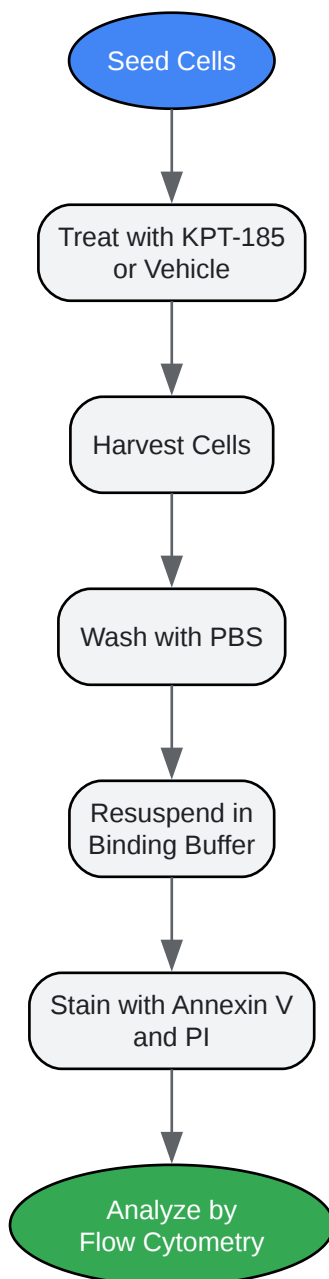 Seed Cells
Treat with KPT-185
or Vehicle
Harvest Cells
Wash with PBS
Resuspend in
Binding Buffer
Stain with Annexin V
and PI
Analyze by
Flow Cytometry